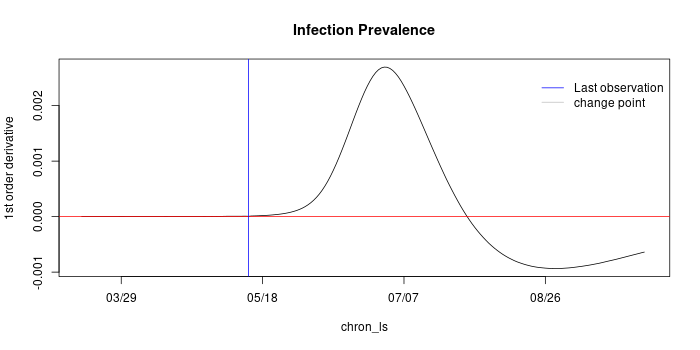 Infection Prevalence
1st order derivative
0.002
0.001
0.000
-0.001
Last observation
change point
03/29 05/18 07/07 08/26
chron_ls